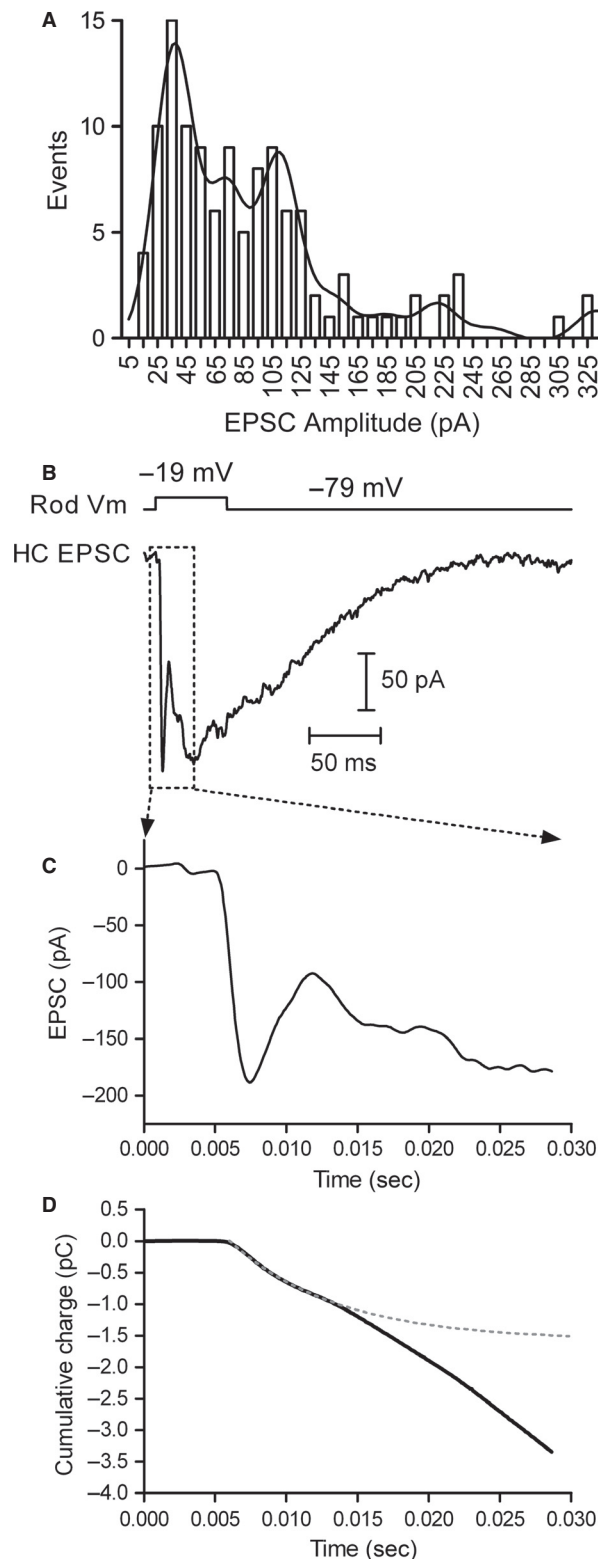 A
15
10
5
0
Events
5 25 45 65 85 105 125 145 165 185 205 225 245 265 285 305 325
EPSC Amplitude (pA)
B
–19 mV
–79 mV
Rod Vm
HC EPSC
50 pA
50 ms
C
0
–50
–100
–150
–200
EPSC (pA)
0.000 0.005 0.010 0.015 0.020 0.025 0.030
Time (sec)
D
0.5
0.0
–0.5
–1.0
–1.5
–2.0
–2.5
–3.0
–3.5
–4.0
Cumulative charge (pC)
0.000 0.005 0.010 0.015 0.020 0.025 0.030
Time (sec)